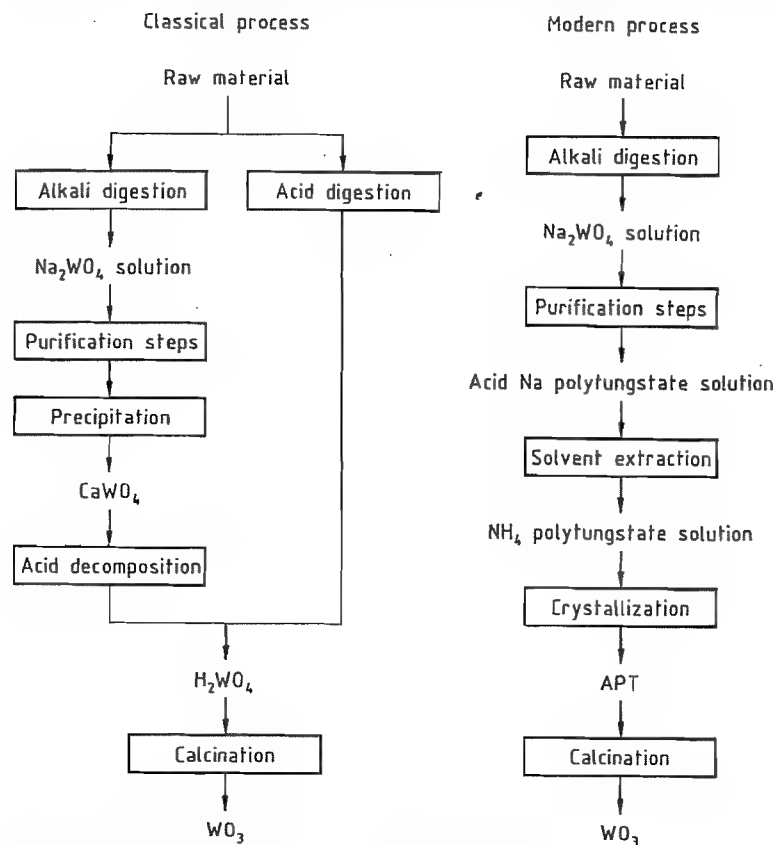 Classical process
Raw material
Alkali digestion
Acid digestion
Na₂WO₄ solution
Purification steps
Precipitation
CaWO₄
Acid decomposition
H₂WO₄
Calcination
WO₃
Modern process
Raw material
Alkali digestion
Na₂WO₄ solution
Purification steps
Acid Na polytungstate solution
Solvent extraction
NH₄ polytungstate solution
Crystallization
APT
Calcination
WO₃